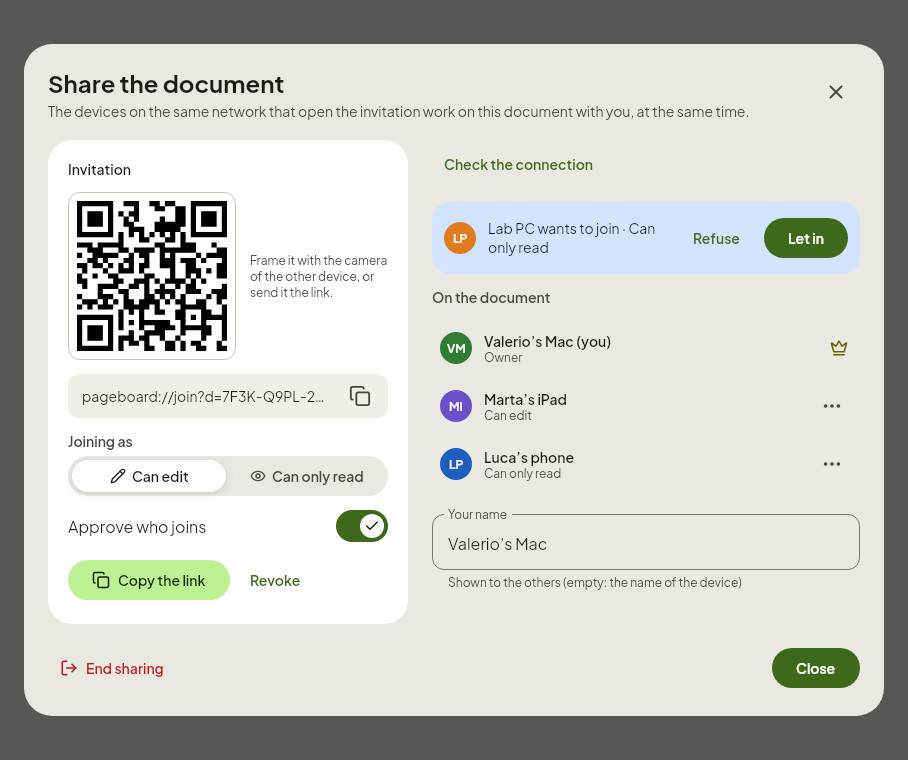 Share the document
The devices on the same network that open the invitation work on this document with you, at the same time.
Invitation
Frame it with the camera
of the other device, or
send it the link.
pageboard://join?d=7F3K-Q9PL-2…
Joining as
Can edit
Can only read
Approve who joins
Copy the link
Revoke
Check the connection
LP
Lab PC wants to join · Can
only read
Refuse
Let in
On the document
VM
Valerio’s Mac (you)
Owner
MI
Marta’s iPad
Can edit
LP
Luca’s phone
Can only read
Your name
Valerio’s Mac
Shown to the others (empty: the name of the device)
End sharing
Close